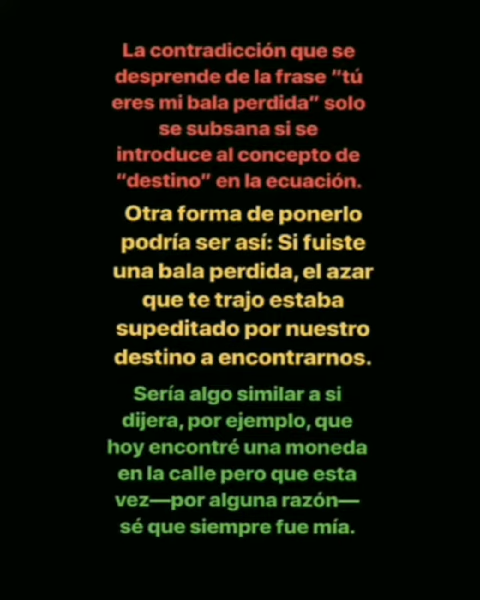 La contradicción que se
desprende de la frase "tú
eres mi bala perdida" solo
se subsana si se
introduce al concepto de
"destino" en la ecuación.
Otra forma de ponerlo
podría ser así: Si fuiste
una bala perdida, el azar
que te trajo estaba
supeditado por nuestro
destino a encontrarnos.
Sería algo similar a si
dijera, por ejemplo, que
hoy encontré una moneda
en la calle pero que esta
vez—por alguna razón—
sé que siempre fue mía.